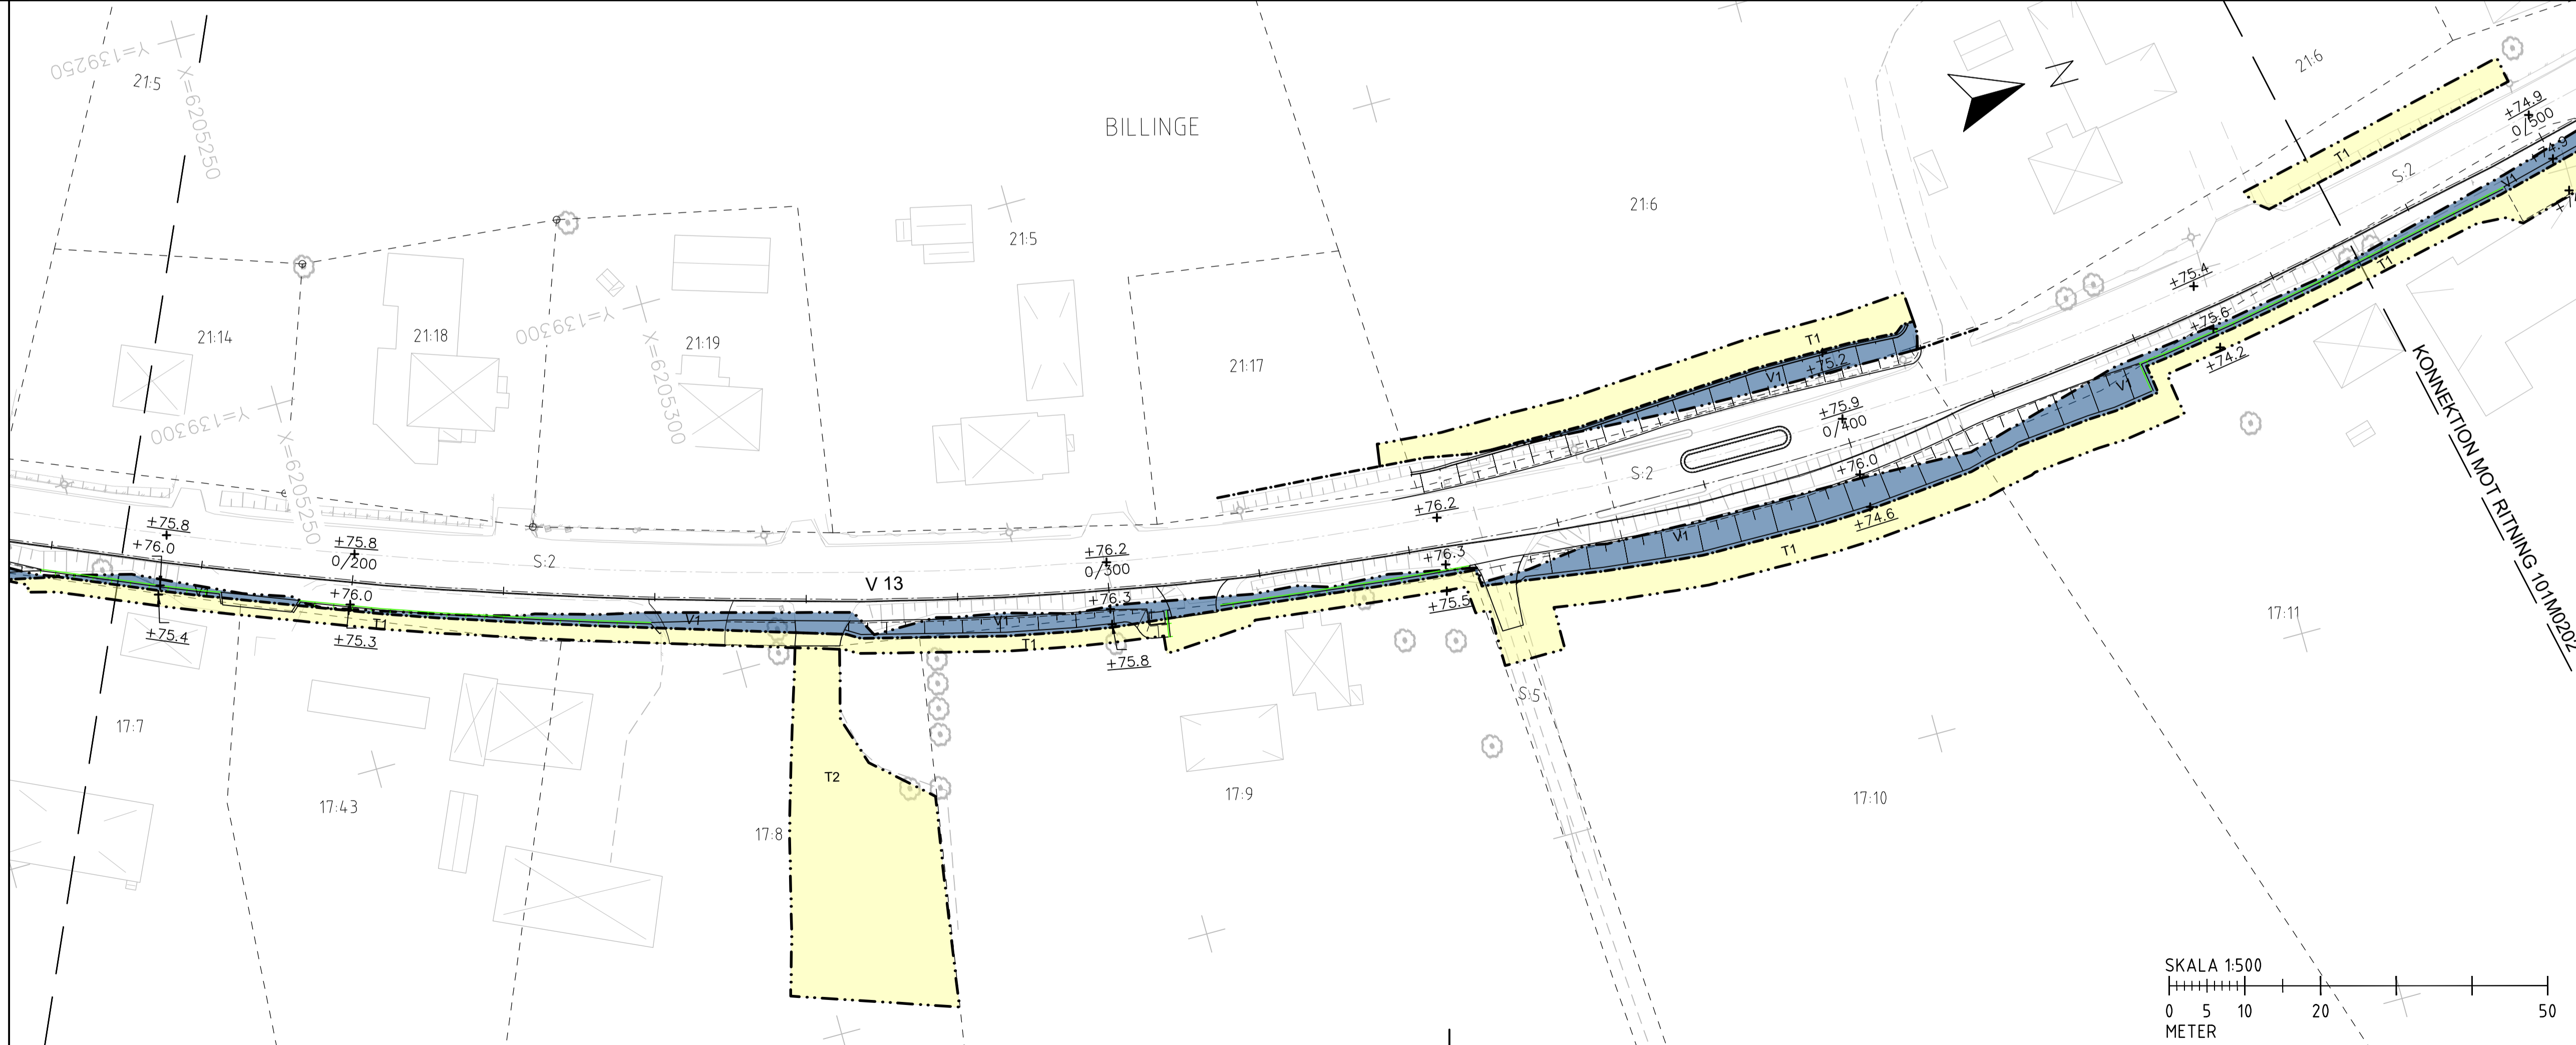 Y=139250
X=6205250
21:5
BILLINGE
N
21:6
+74.9
0/500
+74.9
T1
S:2
V1
21:6
21:5
Y=139300
X=6205300
21:14
21:18
21:19
21:17
Y=139300
X=6205250
T1
V1
+75.2
+75.4
+75.6
+74.2
T1
V1
KONNEKTION MOT RITNING 101M0202
+75.9
0/400
S:2
+76.0
+76.2
+74.6
V1
T1
+75.8
+76.0
+75.8
0/200
S:2
+76.2
0/300
V 13
+76.3
+76.0
+76.3
V1
V1
V1
T1
T1
+75.4
+75.3
+75.8
+75.5
S:5
17:11
17:7
17:43
T2
17:8
17:9
17:10
SKALA 1:500
0 5 10 20 50
METER